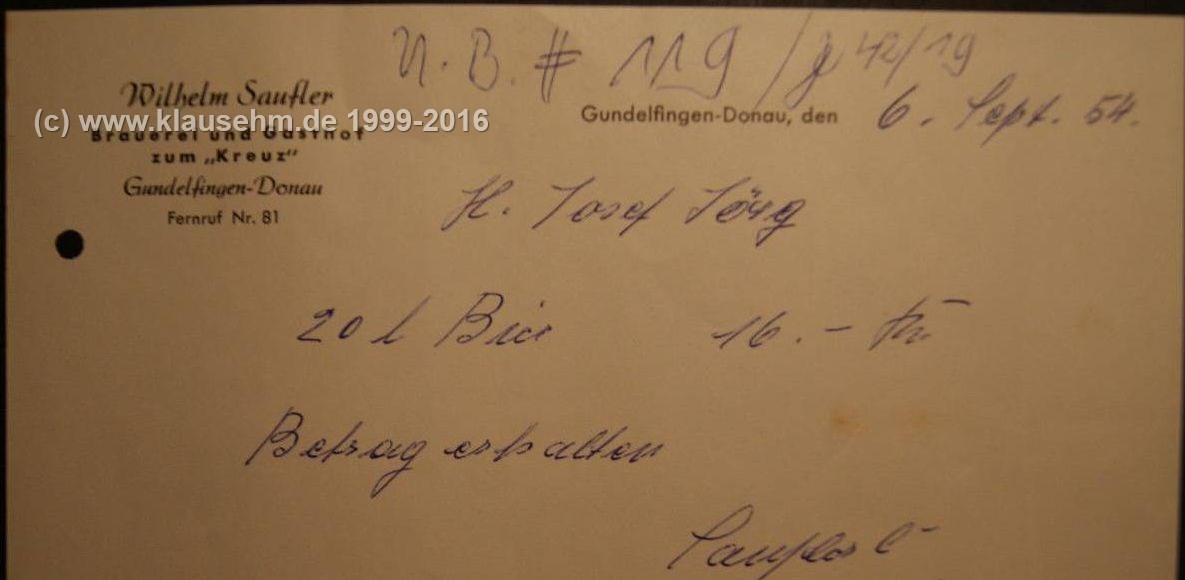 N. B. # 119 / g 42/19
Wilhelm Saufler
(c) www.klausehm.de 1999-2016
Brauerei und Gasthof
zum „Kreuz“
Gundelfingen-Donau
Fernruf Nr. 81
Gundelfingen-Donau, den 6. Sept. 54.
H. Josef Jörg
20 l Bier 16.-
Betrag erhalten